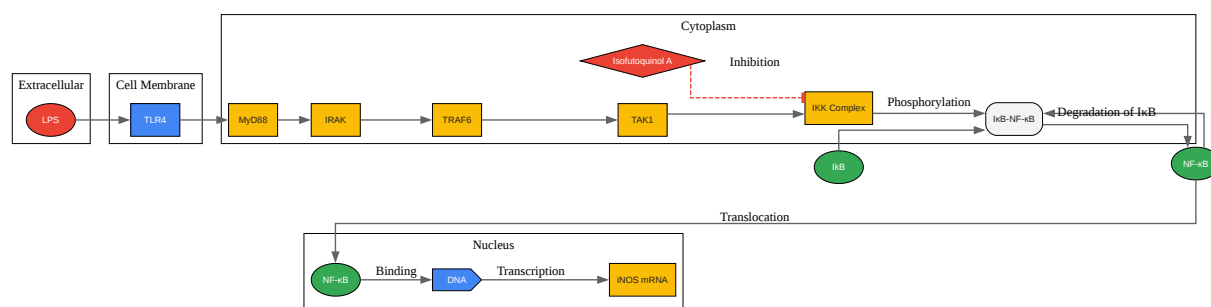 Cytoplasm
Isofutoquinol A
Inhibition
Extracellular
Cell Membrane
LPS
TLR4
MyD88
IRAK
TRAF6
TAK1
IKK Complex
Phosphorylation
IκB-NF-κB
Degradation of IκB
IkB
NF-κB
Translocation
Nucleus
NF-κB
Binding
DNA
Transcription
iNOS mRNA